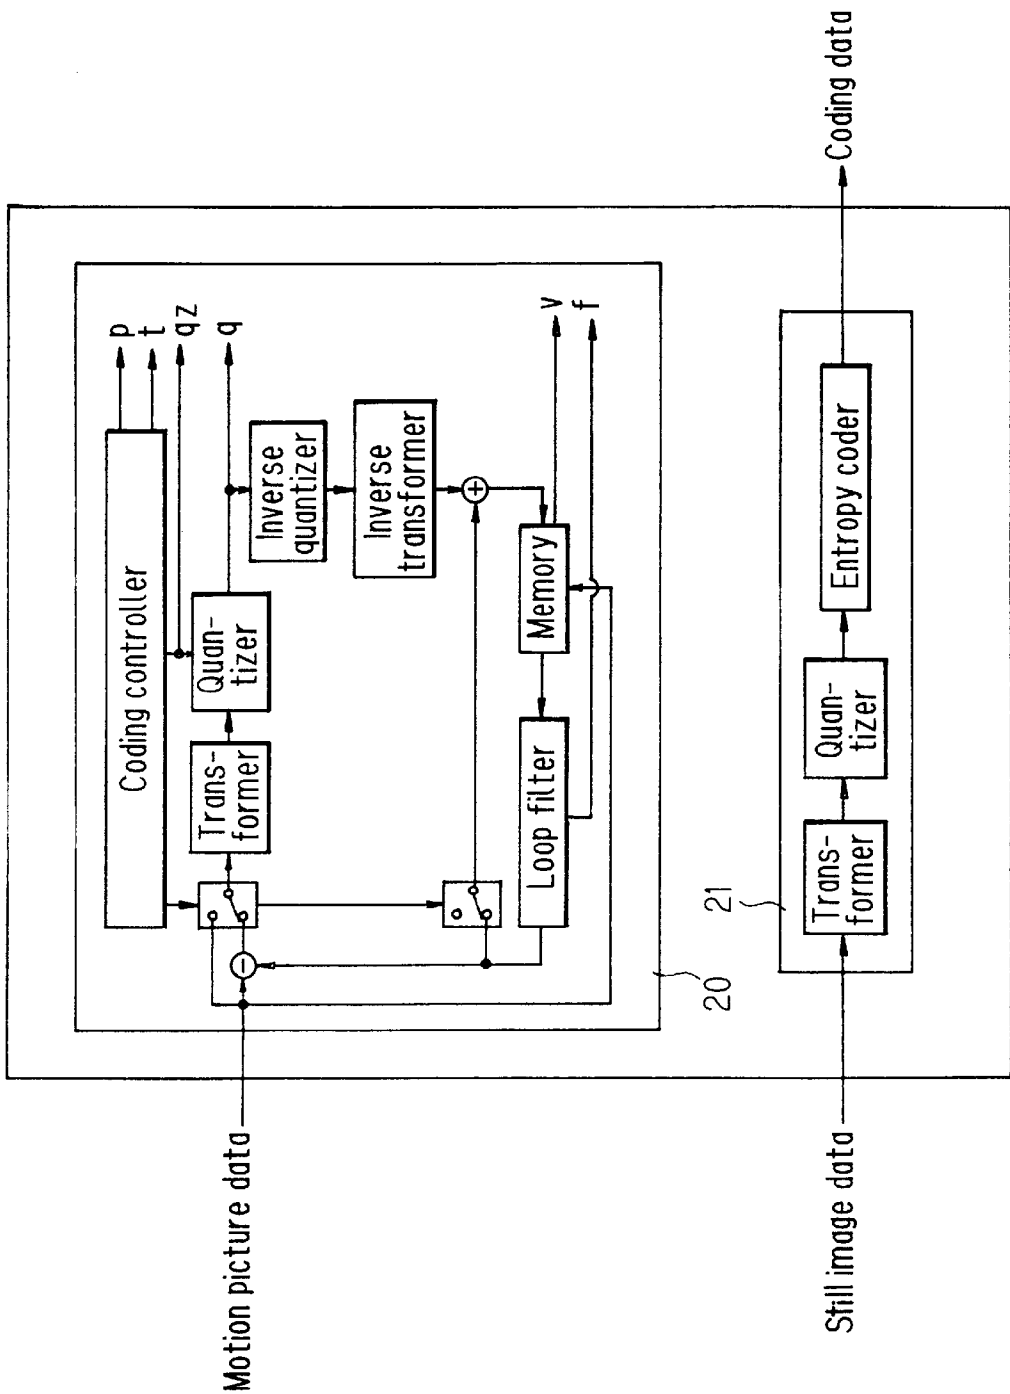 Motion picture data
Coding controller
p
t
qz
q
Trans-
former
Quan-
tizer
Inverse
quantizer
Inverse
transformer
Memory
Loop filter
v
f
20
Still image data
21
Trans-
former
Quan-
tizer
Entropy coder
Coding data